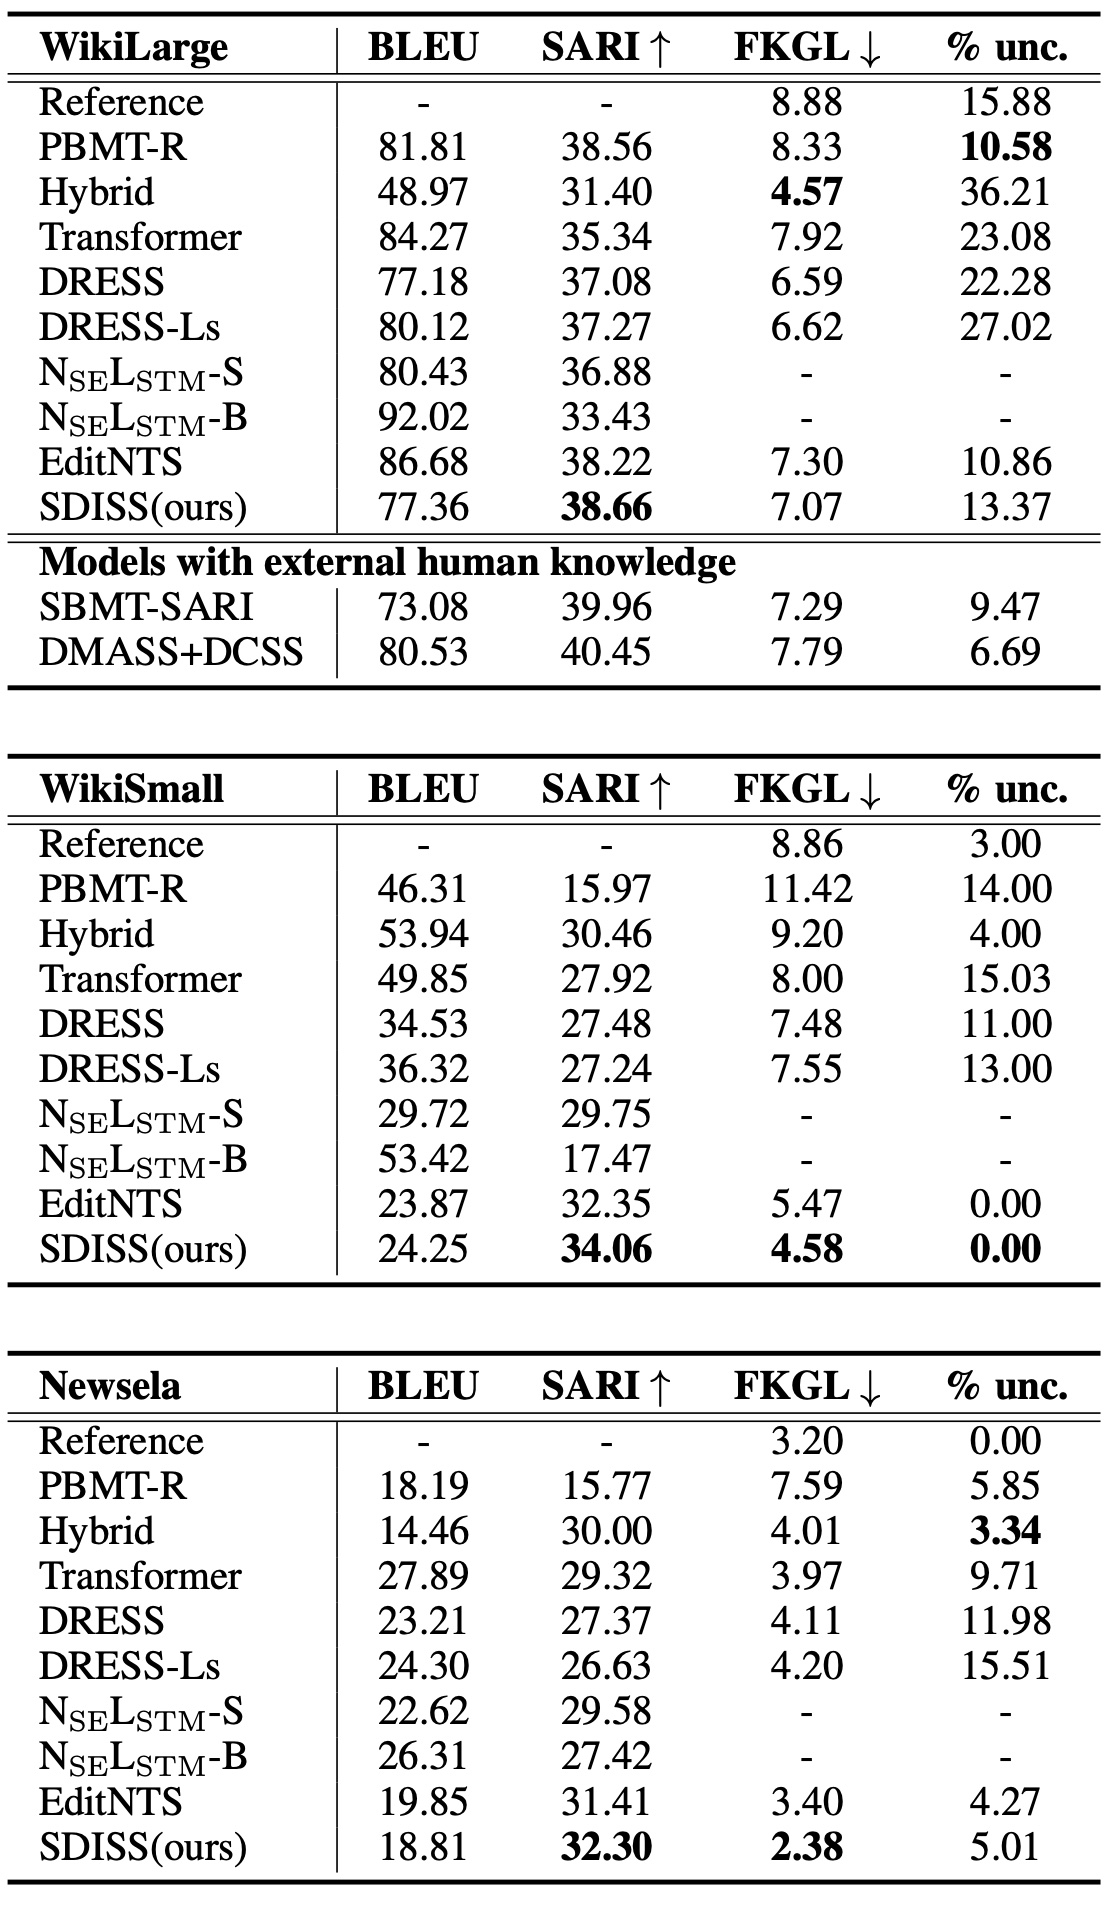 WikiLarge BLEU SARI ↑ FKGL ↓ % unc.
Reference - - 8.88 15.88
PBMT-R 81.81 38.56 8.33 10.58
Hybrid 48.97 31.40 4.57 36.21
Transformer 84.27 35.34 7.92 23.08
DRESS 77.18 37.08 6.59 22.28
DRESS-Ls 80.12 37.27 6.62 27.02
NSELSTM-S 80.43 36.88 - -
NSELSTM-B 92.02 33.43 - -
EditNTS 86.68 38.22 7.30 10.86
SDISS(ours) 77.36 38.66 7.07 13.37
Models with external human knowledge
SBMT-SARI 73.08 39.96 7.29 9.47
DMASS+DCSS 80.53 40.45 7.79 6.69
WikiSmall BLEU SARI ↑ FKGL ↓ % unc.
Reference - - 8.86 3.00
PBMT-R 46.31 15.97 11.42 14.00
Hybrid 53.94 30.46 9.20 4.00
Transformer 49.85 27.92 8.00 15.03
DRESS 34.53 27.48 7.48 11.00
DRESS-Ls 36.32 27.24 7.55 13.00
NSELSTM-S 29.72 29.75 - -
NSELSTM-B 53.42 17.47 - -
EditNTS 23.87 32.35 5.47 0.00
SDISS(ours) 24.25 34.06 4.58 0.00
Newsela BLEU SARI ↑ FKGL ↓ % unc.
Reference - - 3.20 0.00
PBMT-R 18.19 15.77 7.59 5.85
Hybrid 14.46 30.00 4.01 3.34
Transformer 27.89 29.32 3.97 9.71
DRESS 23.21 27.37 4.11 11.98
DRESS-Ls 24.30 26.63 4.20 15.51
NSELSTM-S 22.62 29.58 - -
NSELSTM-B 26.31 27.42 - -
EditNTS 19.85 31.41 3.40 4.27
SDISS(ours) 18.81 32.30 2.38 5.01